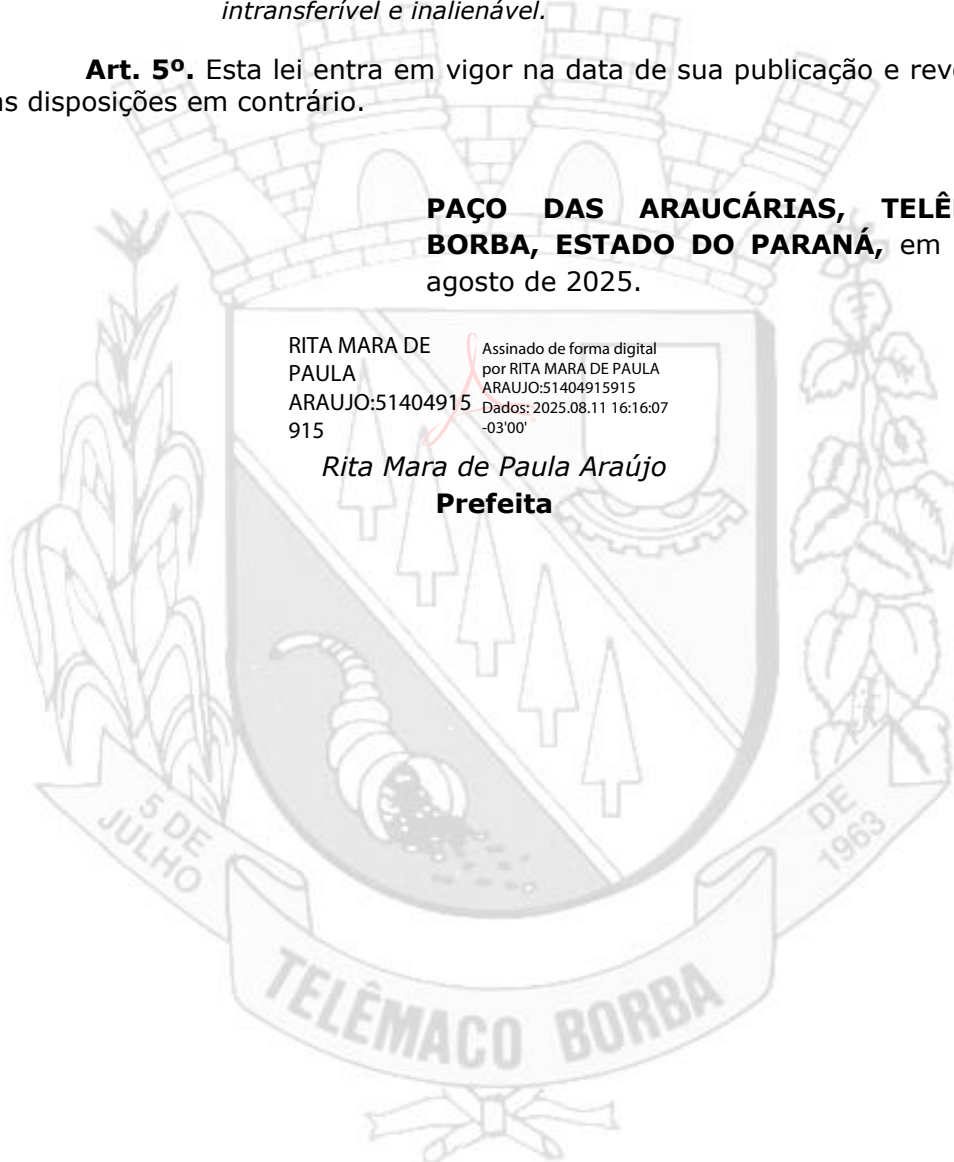 intransferível e inalienável.
Art. 5º. Esta lei entra em vigor na data de sua publicação e
disposições em contrário.
PAÇO DAS ARAUCÁRIAS,
BORBA, ESTADO DO PARANÁ, em
agosto de 2025.
RITA MARA DE
PAULA
ARAUJO:51404915
915
Assinado de forma digital
por RITA MARA DE PAULA
ARAUJO:51404915915
Dados: 2025.08.11 16:16:07
-03'00'
Rita Mara de Paula Araújo
Prefeita
5 DE
JULHO
DE
1963
TELÊMACO BORBA